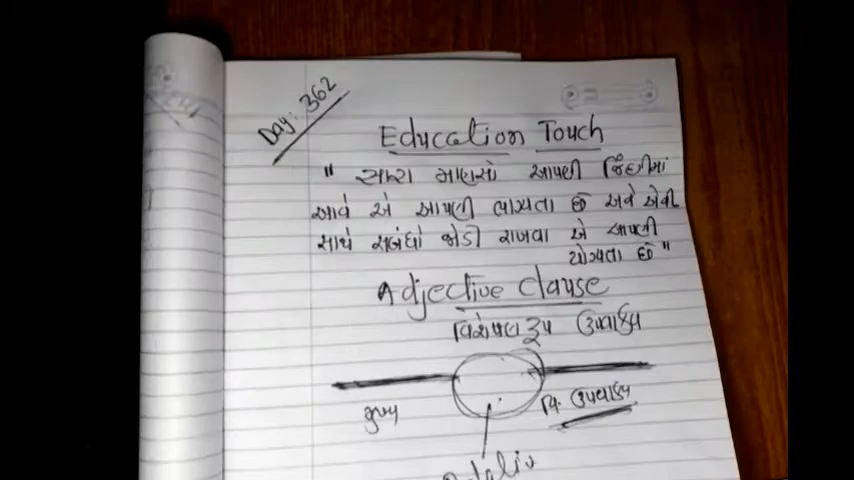 Day: 362
Education Touch
" સારા માણસો આપણી જિંદગીમાં
આવે એ આપણી ભાગ્યતા છે અને એવી
સાથે સબંધો જોડી રાખવા એ આપણી
યોગ્યતા છે "
Adjective clause
વિશેષણ રૂપ ઉપવાક્ય
મુખ્ય
વિ. ઉપવાક્ય